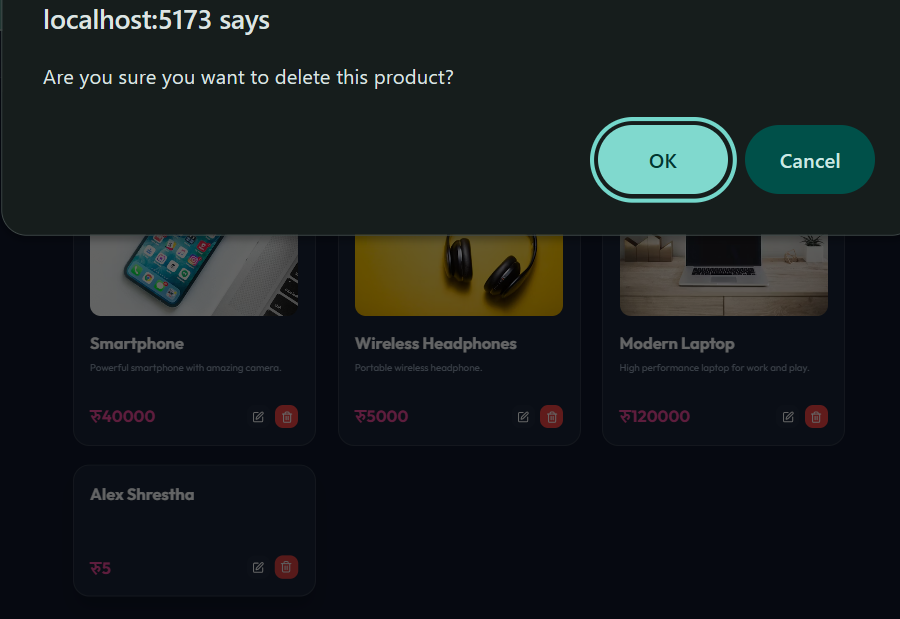 localhost:5173 says
Are you sure you want to delete this product?
OK
Cancel
Smartphone
Powerful smartphone with amazing camera.
रु40000
Wireless Headphones
Portable wireless headphone.
रु5000
Modern Laptop
High performance laptop for work and play.
रु120000
Alex Shrestha
रु5